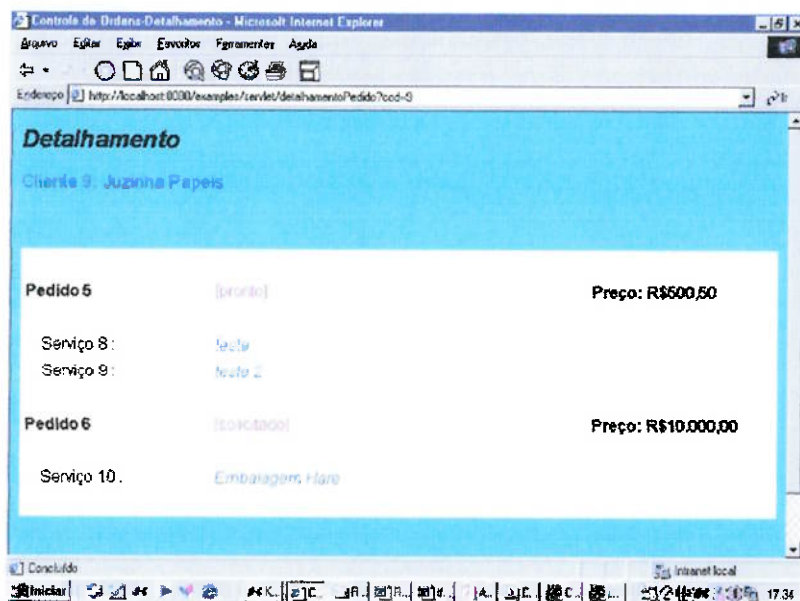 Controle de Ordens-Detalhamento - Microsoft Internet Explorer
Arquivo Editar Exibir Favoritos Ferramentas Ajuda
Endereço http://localhost:8080/examples/servlet/detalhamentoPedido?cod=9 Ir
Detalhamento
Cliente 9: Juzinha Papeis
Pedido 5 [pronto] Preço: R$500,50
Serviço 8: teste
Serviço 9: teste 2
Pedido 6 [solicitado] Preço: R$10.000,00
Serviço 10: Embalagem Hare
Concluído Intranet local
Iniciar 17:34